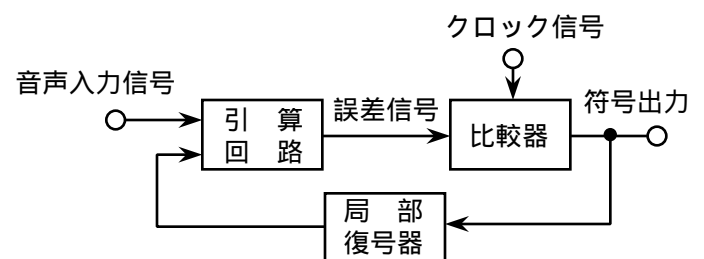 クロック信号
音声入力信号
引　算
回　路
誤差信号
比較器
符号出力
局　部
復号器